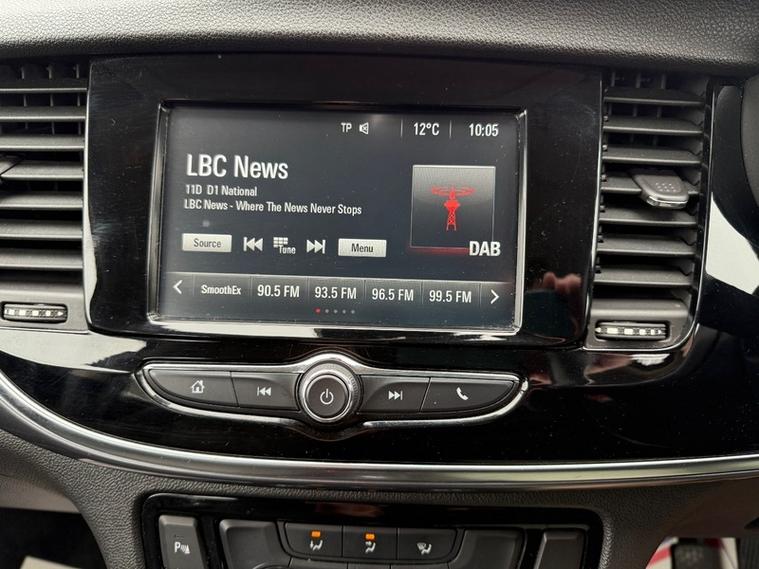 TP 12°C 10:05
LBC News
11D D1 National
LBC News - Where The News Never Stops
DAB
Source Tune Menu
SmoothEx 90.5 FM 93.5 FM 96.5 FM 99.5 FM
P